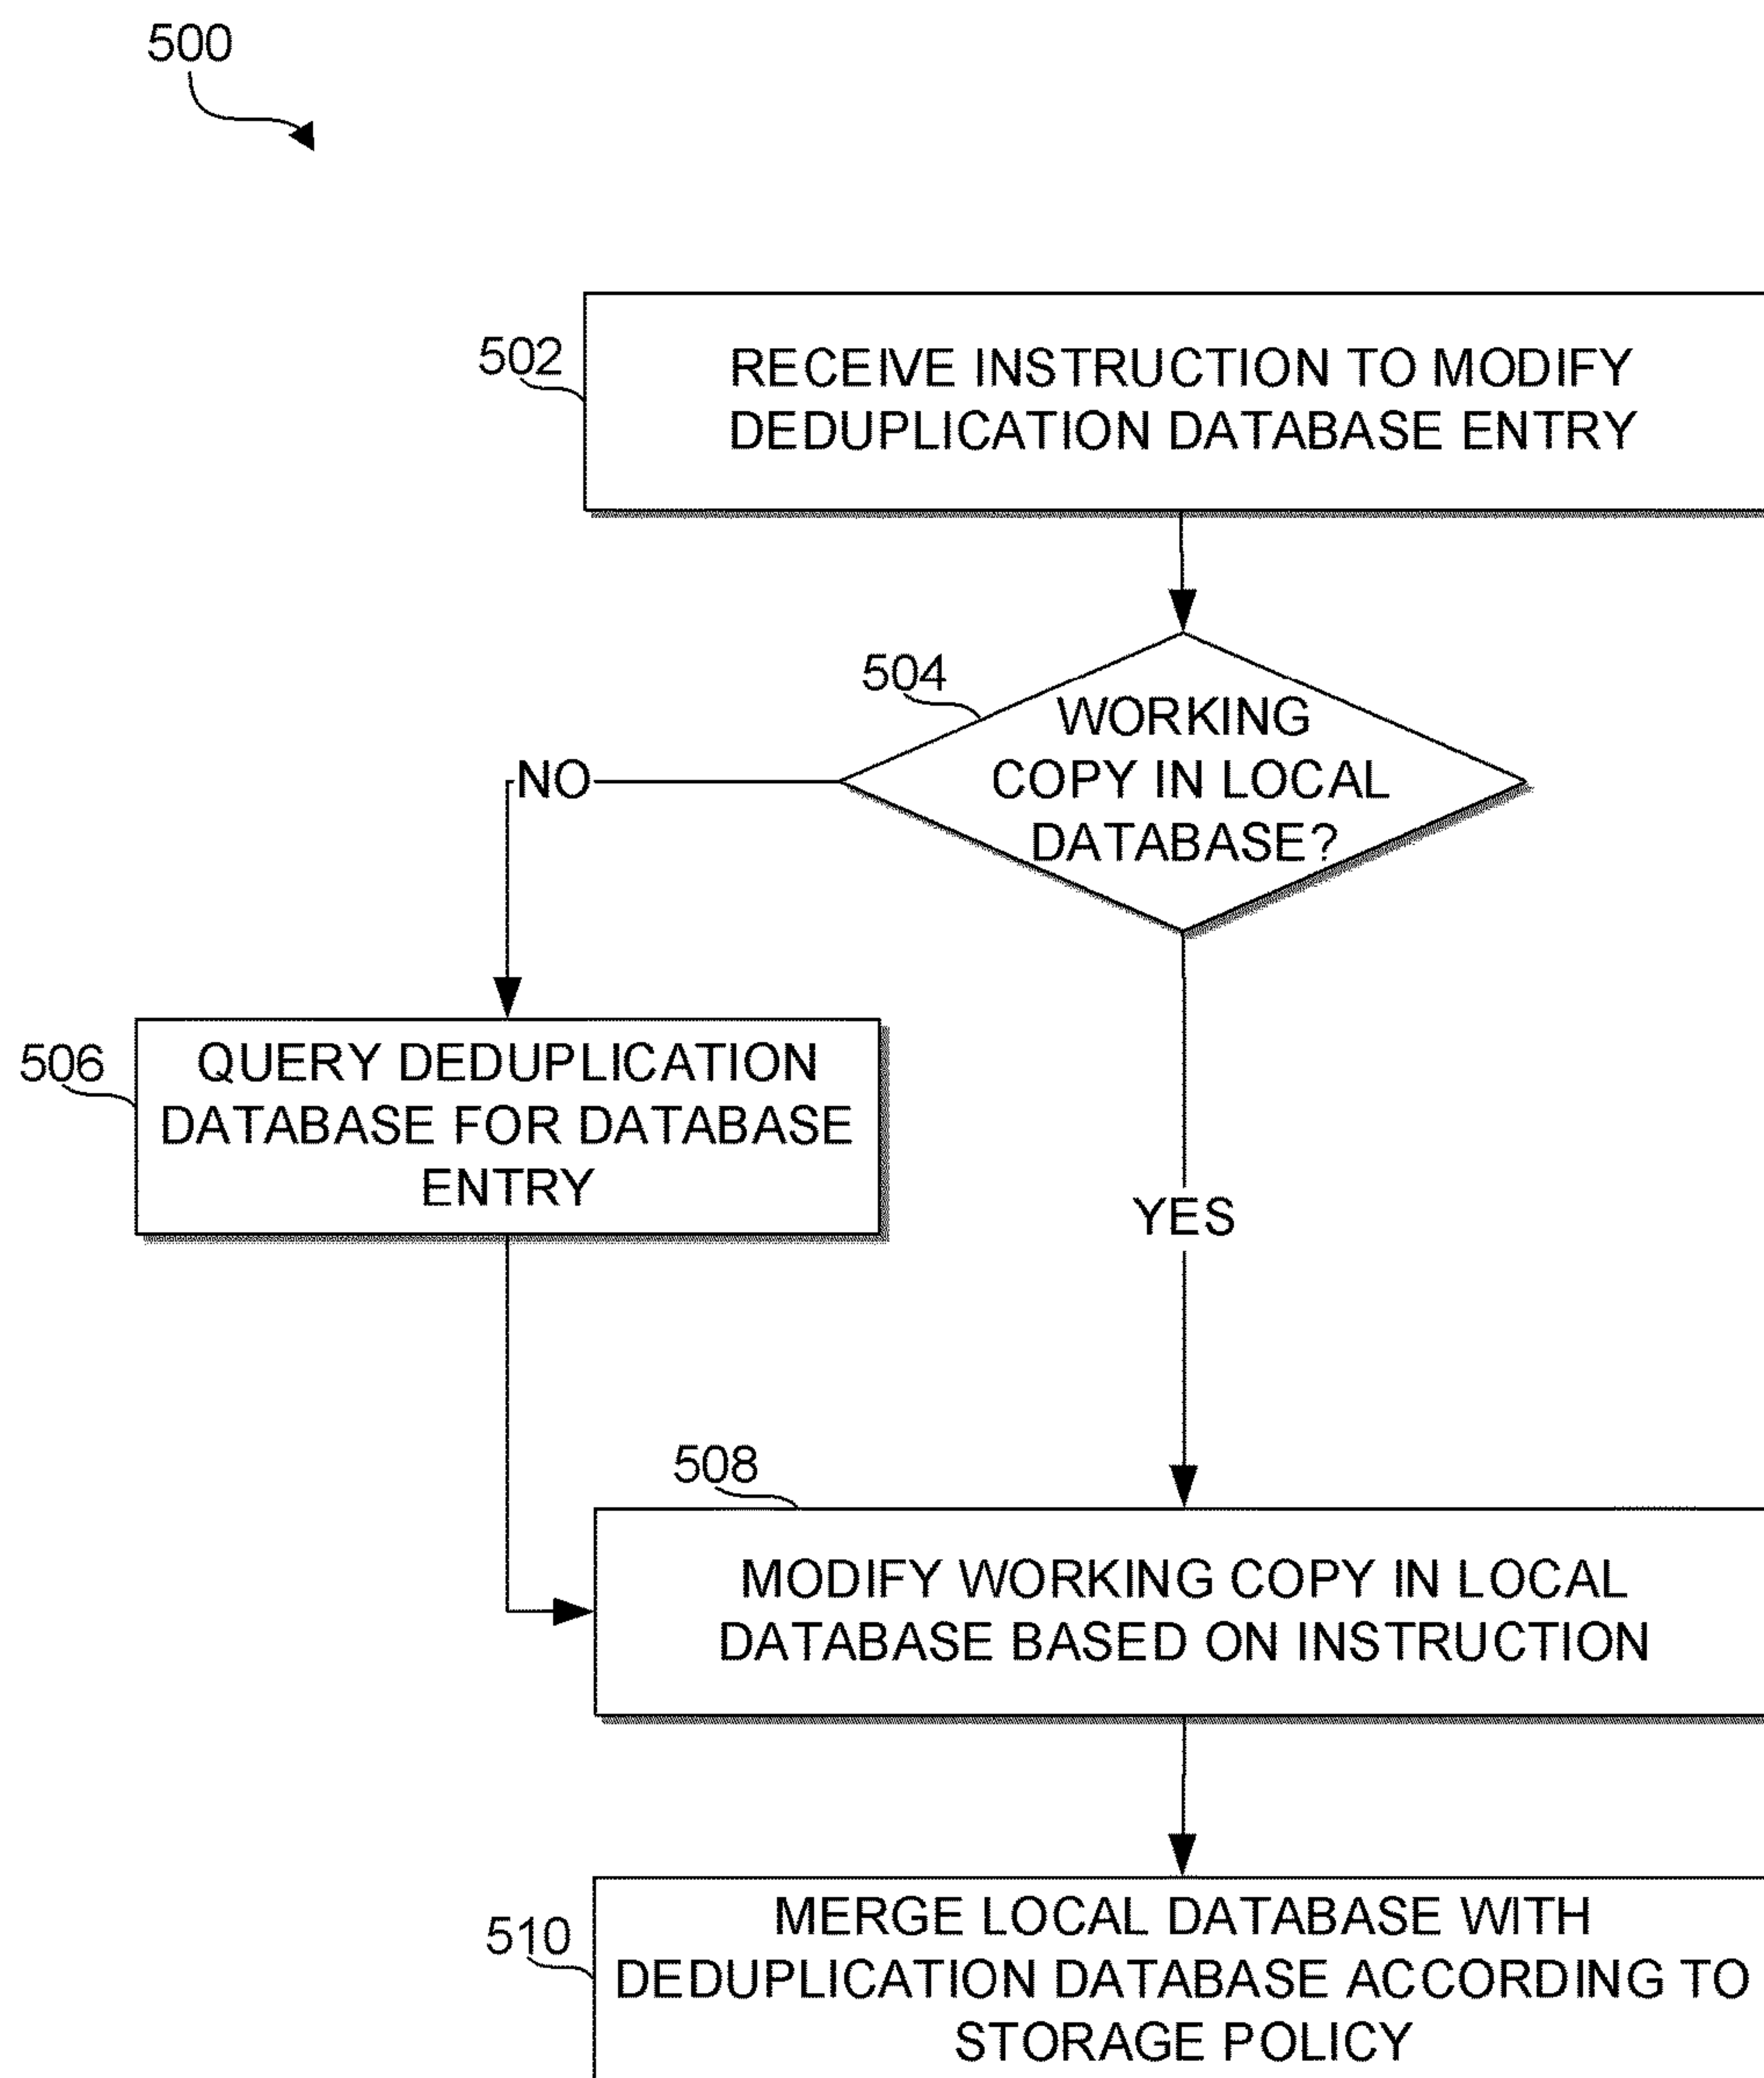 500
502
RECEIVE INSTRUCTION TO MODIFY
DEDUPLICATION DATABASE ENTRY
504
WORKING
COPY IN LOCAL
DATABASE?
NO
506
QUERY DEDUPLICATION
DATABASE FOR DATABASE
ENTRY
YES
508
MODIFY WORKING COPY IN LOCAL
DATABASE BASED ON INSTRUCTION
510
MERGE LOCAL DATABASE WITH
DEDUPLICATION DATABASE ACCORDING TO
STORAGE POLICY